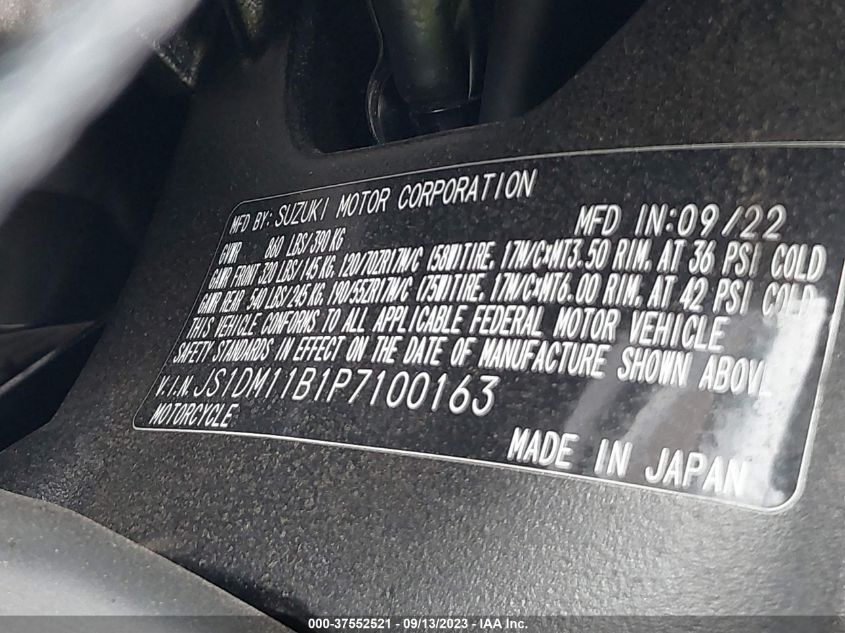 MFD BY: SUZUKI MOTOR CORPORATION
MFD IN:09/22
GVWR 860 LBS/390 KG
GAWR FRONT 320 LBS/145 KG, 120/70ZR17M/C (58W)TIRE, 17M/C×MT3.50 RIM, AT 36 PSI COLD
GAWR REAR 540 LBS/245 KG, 190/55ZR17M/C (75W)TIRE, 17M/C×MT6.00 RIM, AT 42 PSI COLD
THIS VEHICLE CONFORMS TO ALL APPLICABLE FEDERAL MOTOR VEHICLE
SAFETY STANDARDS IN EFFECT ON THE DATE OF MANUFACTURE SHOWN ABOVE
V.I.N. JS1DM11B1P7100163
MOTORCYCLE
MADE IN JAPAN
000-37552521 - 09/13/2023 - IAA Inc.